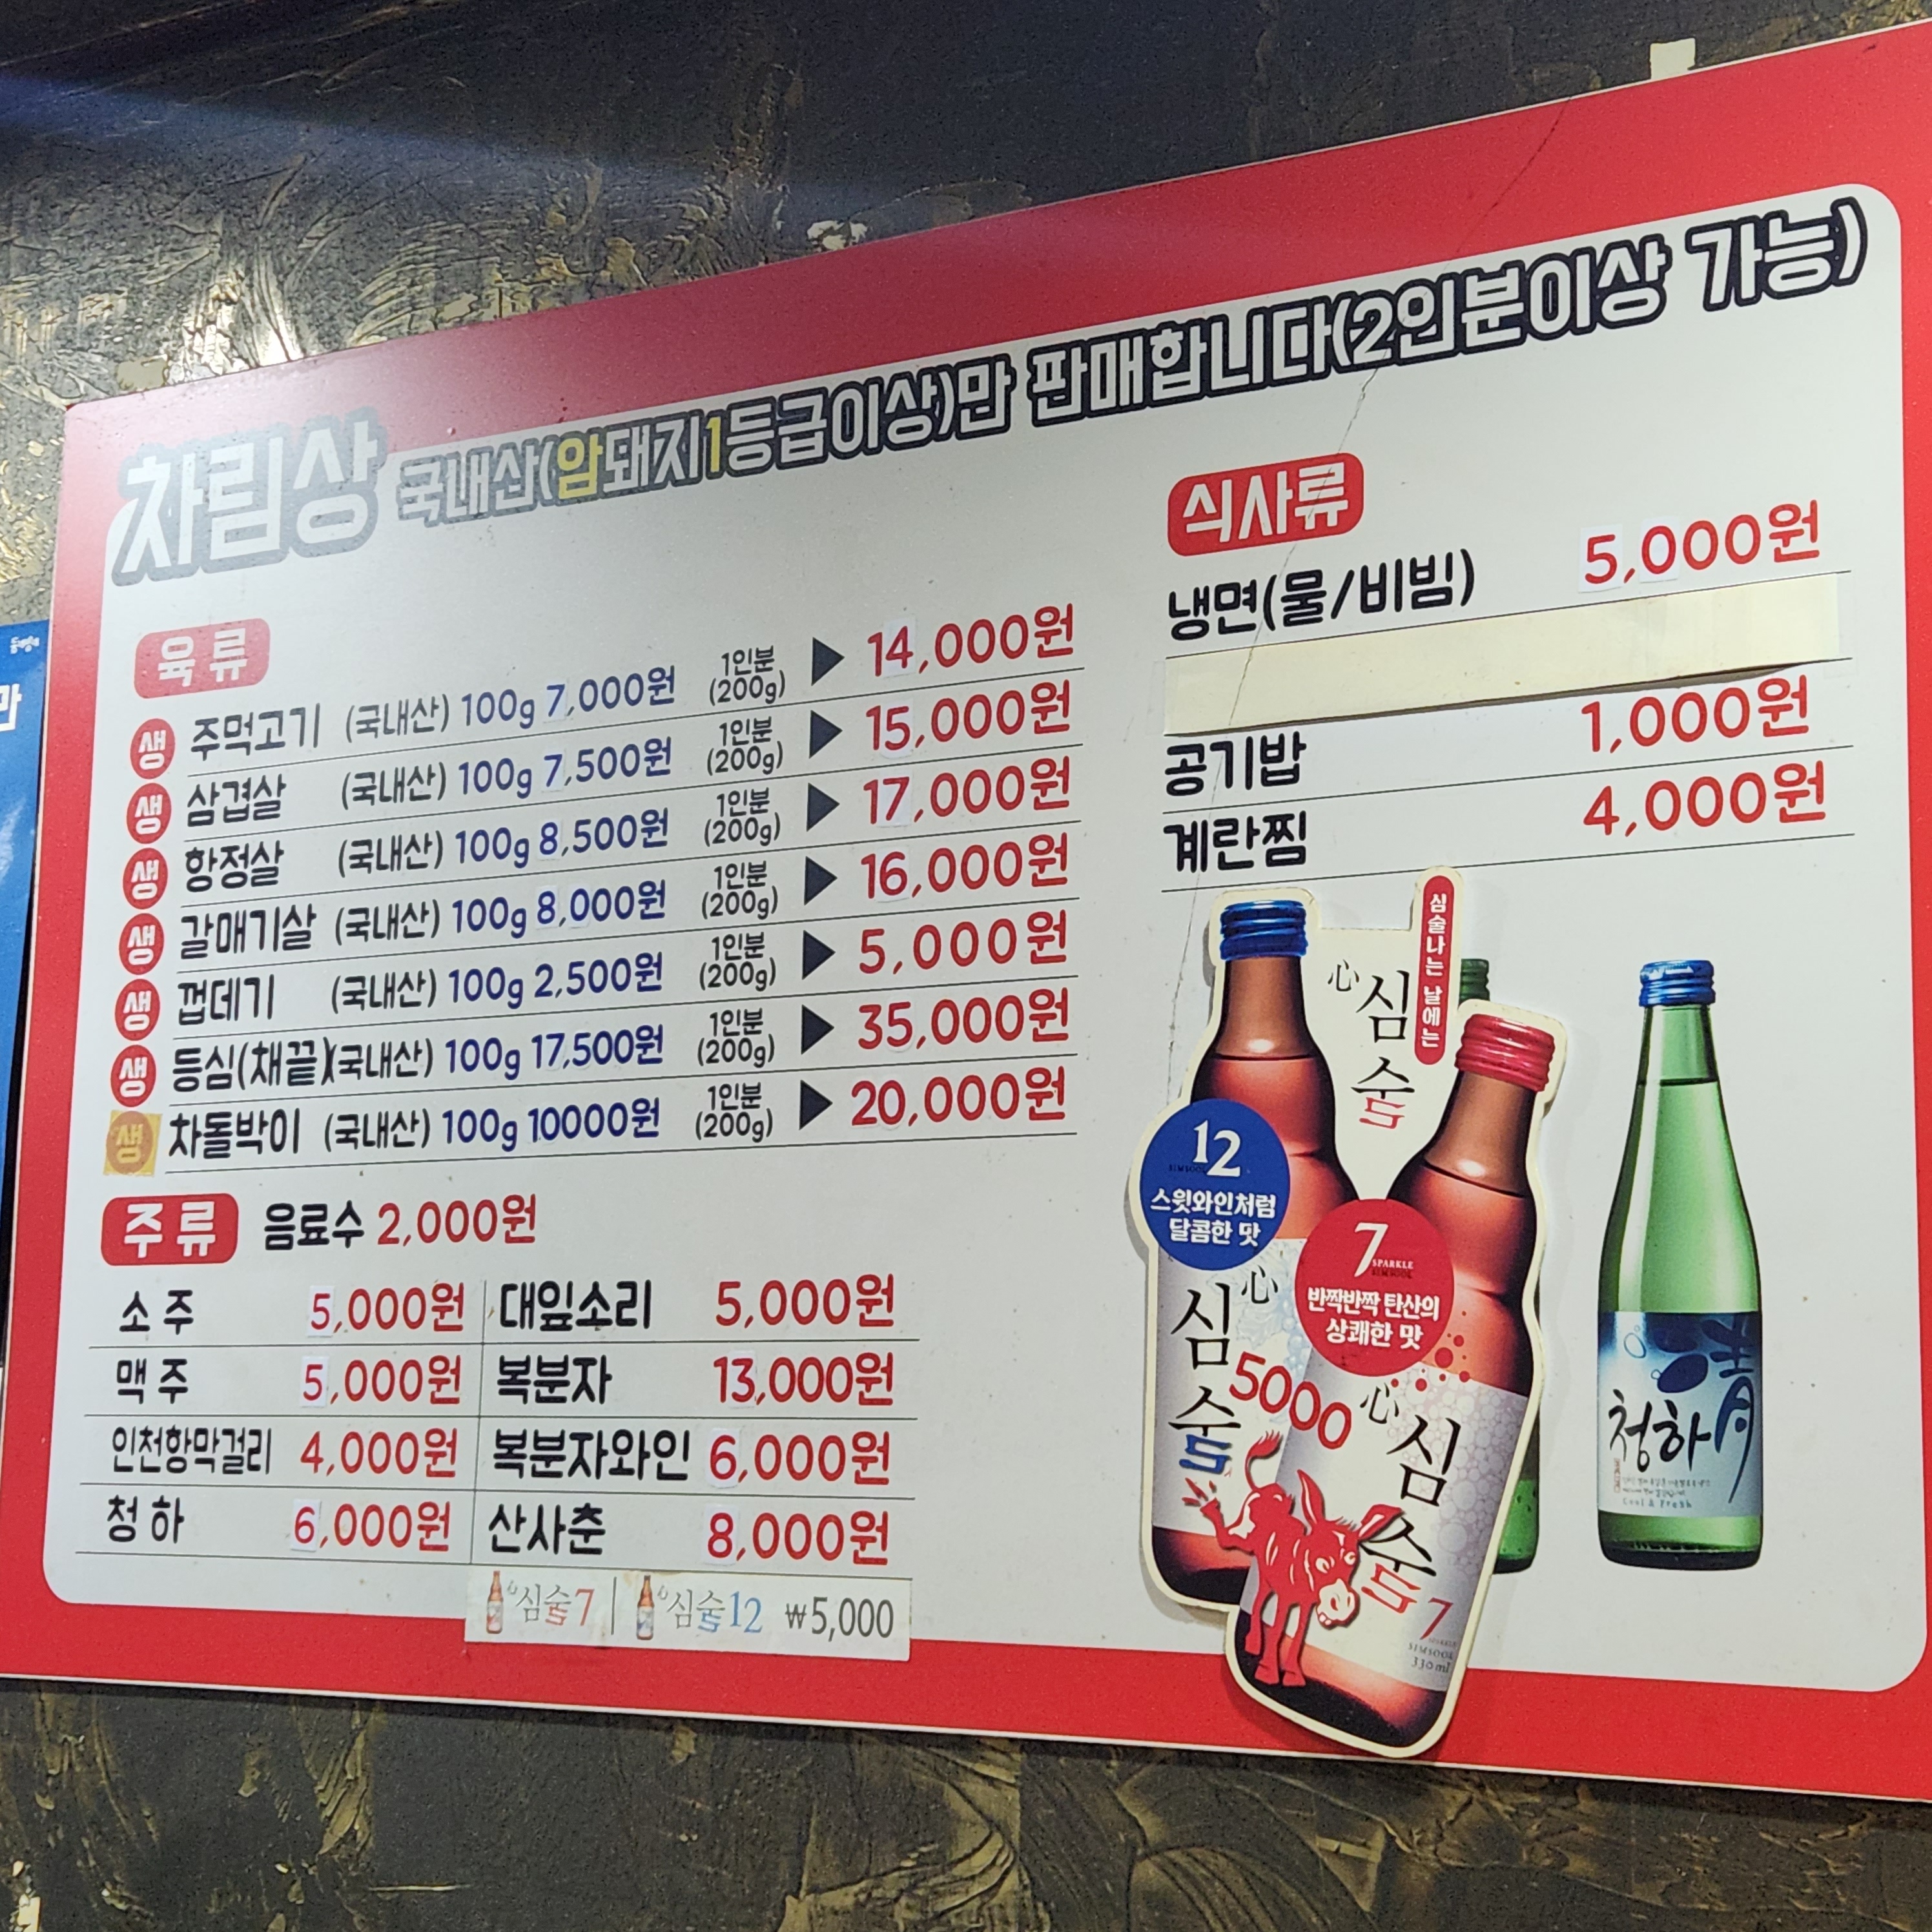 차림상 국내산(암돼지1등급이상)만 판매합니다(2인분이상 가능)
육류
생 주먹고기 (국내산) 100g 7,000원 1인분 (200g) ▶ 14,000원
생 삼겹살 (국내산) 100g 7,500원 1인분 (200g) ▶ 15,000원
생 항정살 (국내산) 100g 8,500원 1인분 (200g) ▶ 17,000원
생 갈매기살 (국내산) 100g 8,000원 1인분 (200g) ▶ 16,000원
생 껍데기 (국내산) 100g 2,500원 1인분 (200g) ▶ 5,000원
생 등심(채끝)(국내산) 100g 17,500원 1인분 (200g) ▶ 35,000원
생 차돌박이 (국내산) 100g 10000원 1인분 (200g) ▶ 20,000원
식사류
냉면(물/비빔) 5,000원
공기밥 1,000원
계란찜 4,000원
주류 음료수 2,000원
소주 5,000원 대잎소리 5,000원
맥주 5,000원 복분자 13,000원
인천항막걸리 4,000원 복분자와인 6,000원
청하 6,000원 산사춘 8,000원
심술7 | 심술12 ₩5,000
심술나는 날에는
心 심술
12
스윗와인처럼
달콤한 맛
7 SPARKLE
SIMSOOL
반짝반짝 탄산의
상쾌한 맛
心 심술
5000
心 심술
7
SIMSOOL
330ml
청하 淸
Cool & Fresh
만